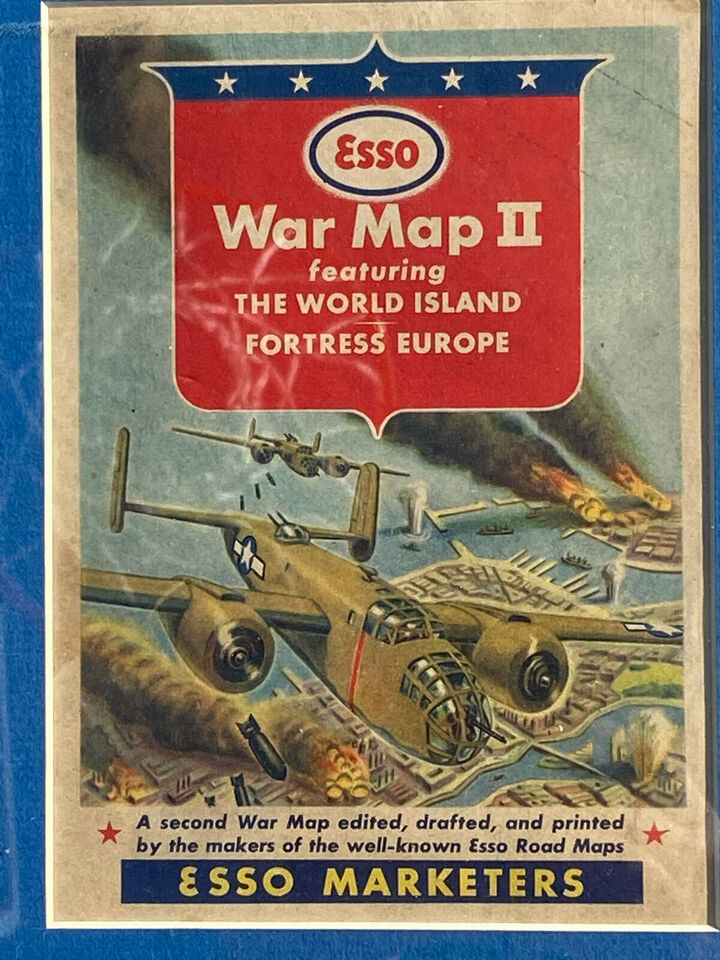 Esso
War Map II
featuring
THE WORLD ISLAND
FORTRESS EUROPE
A second War Map edited, drafted, and printed
by the makers of the well-known Esso Road Maps
ESSO MARKETERS